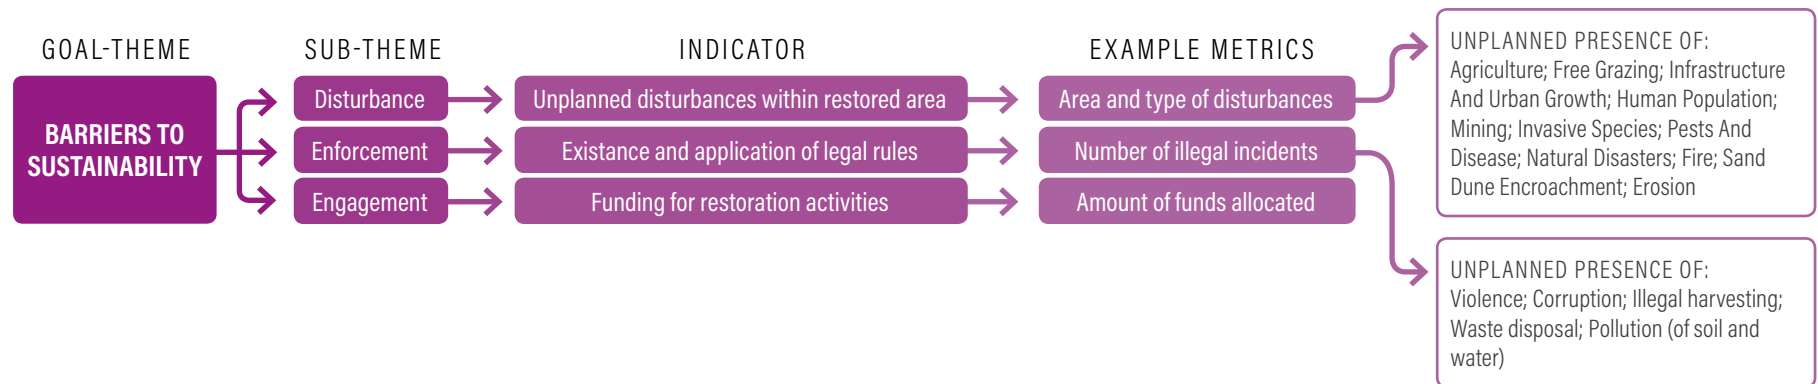 GOAL-THEME
SUB-THEME
INDICATOR
EXAMPLE METRICS
BARRIERS TO
SUSTAINABILITY
Disturbance
Unplanned disturbances within restored area
Area and type of disturbances
Enforcement
Existance and application of legal rules
Number of illegal incidents
Engagement
Funding for restoration activities
Amount of funds allocated
UNPLANNED PRESENCE OF:
Agriculture; Free Grazing; Infrastructure
And Urban Growth; Human Population;
Mining; Invasive Species; Pests And
Disease; Natural Disasters; Fire; Sand
Dune Encroachment; Erosion
UNPLANNED PRESENCE OF:
Violence; Corruption; Illegal harvesting;
Waste disposal; Pollution (of soil and
water)